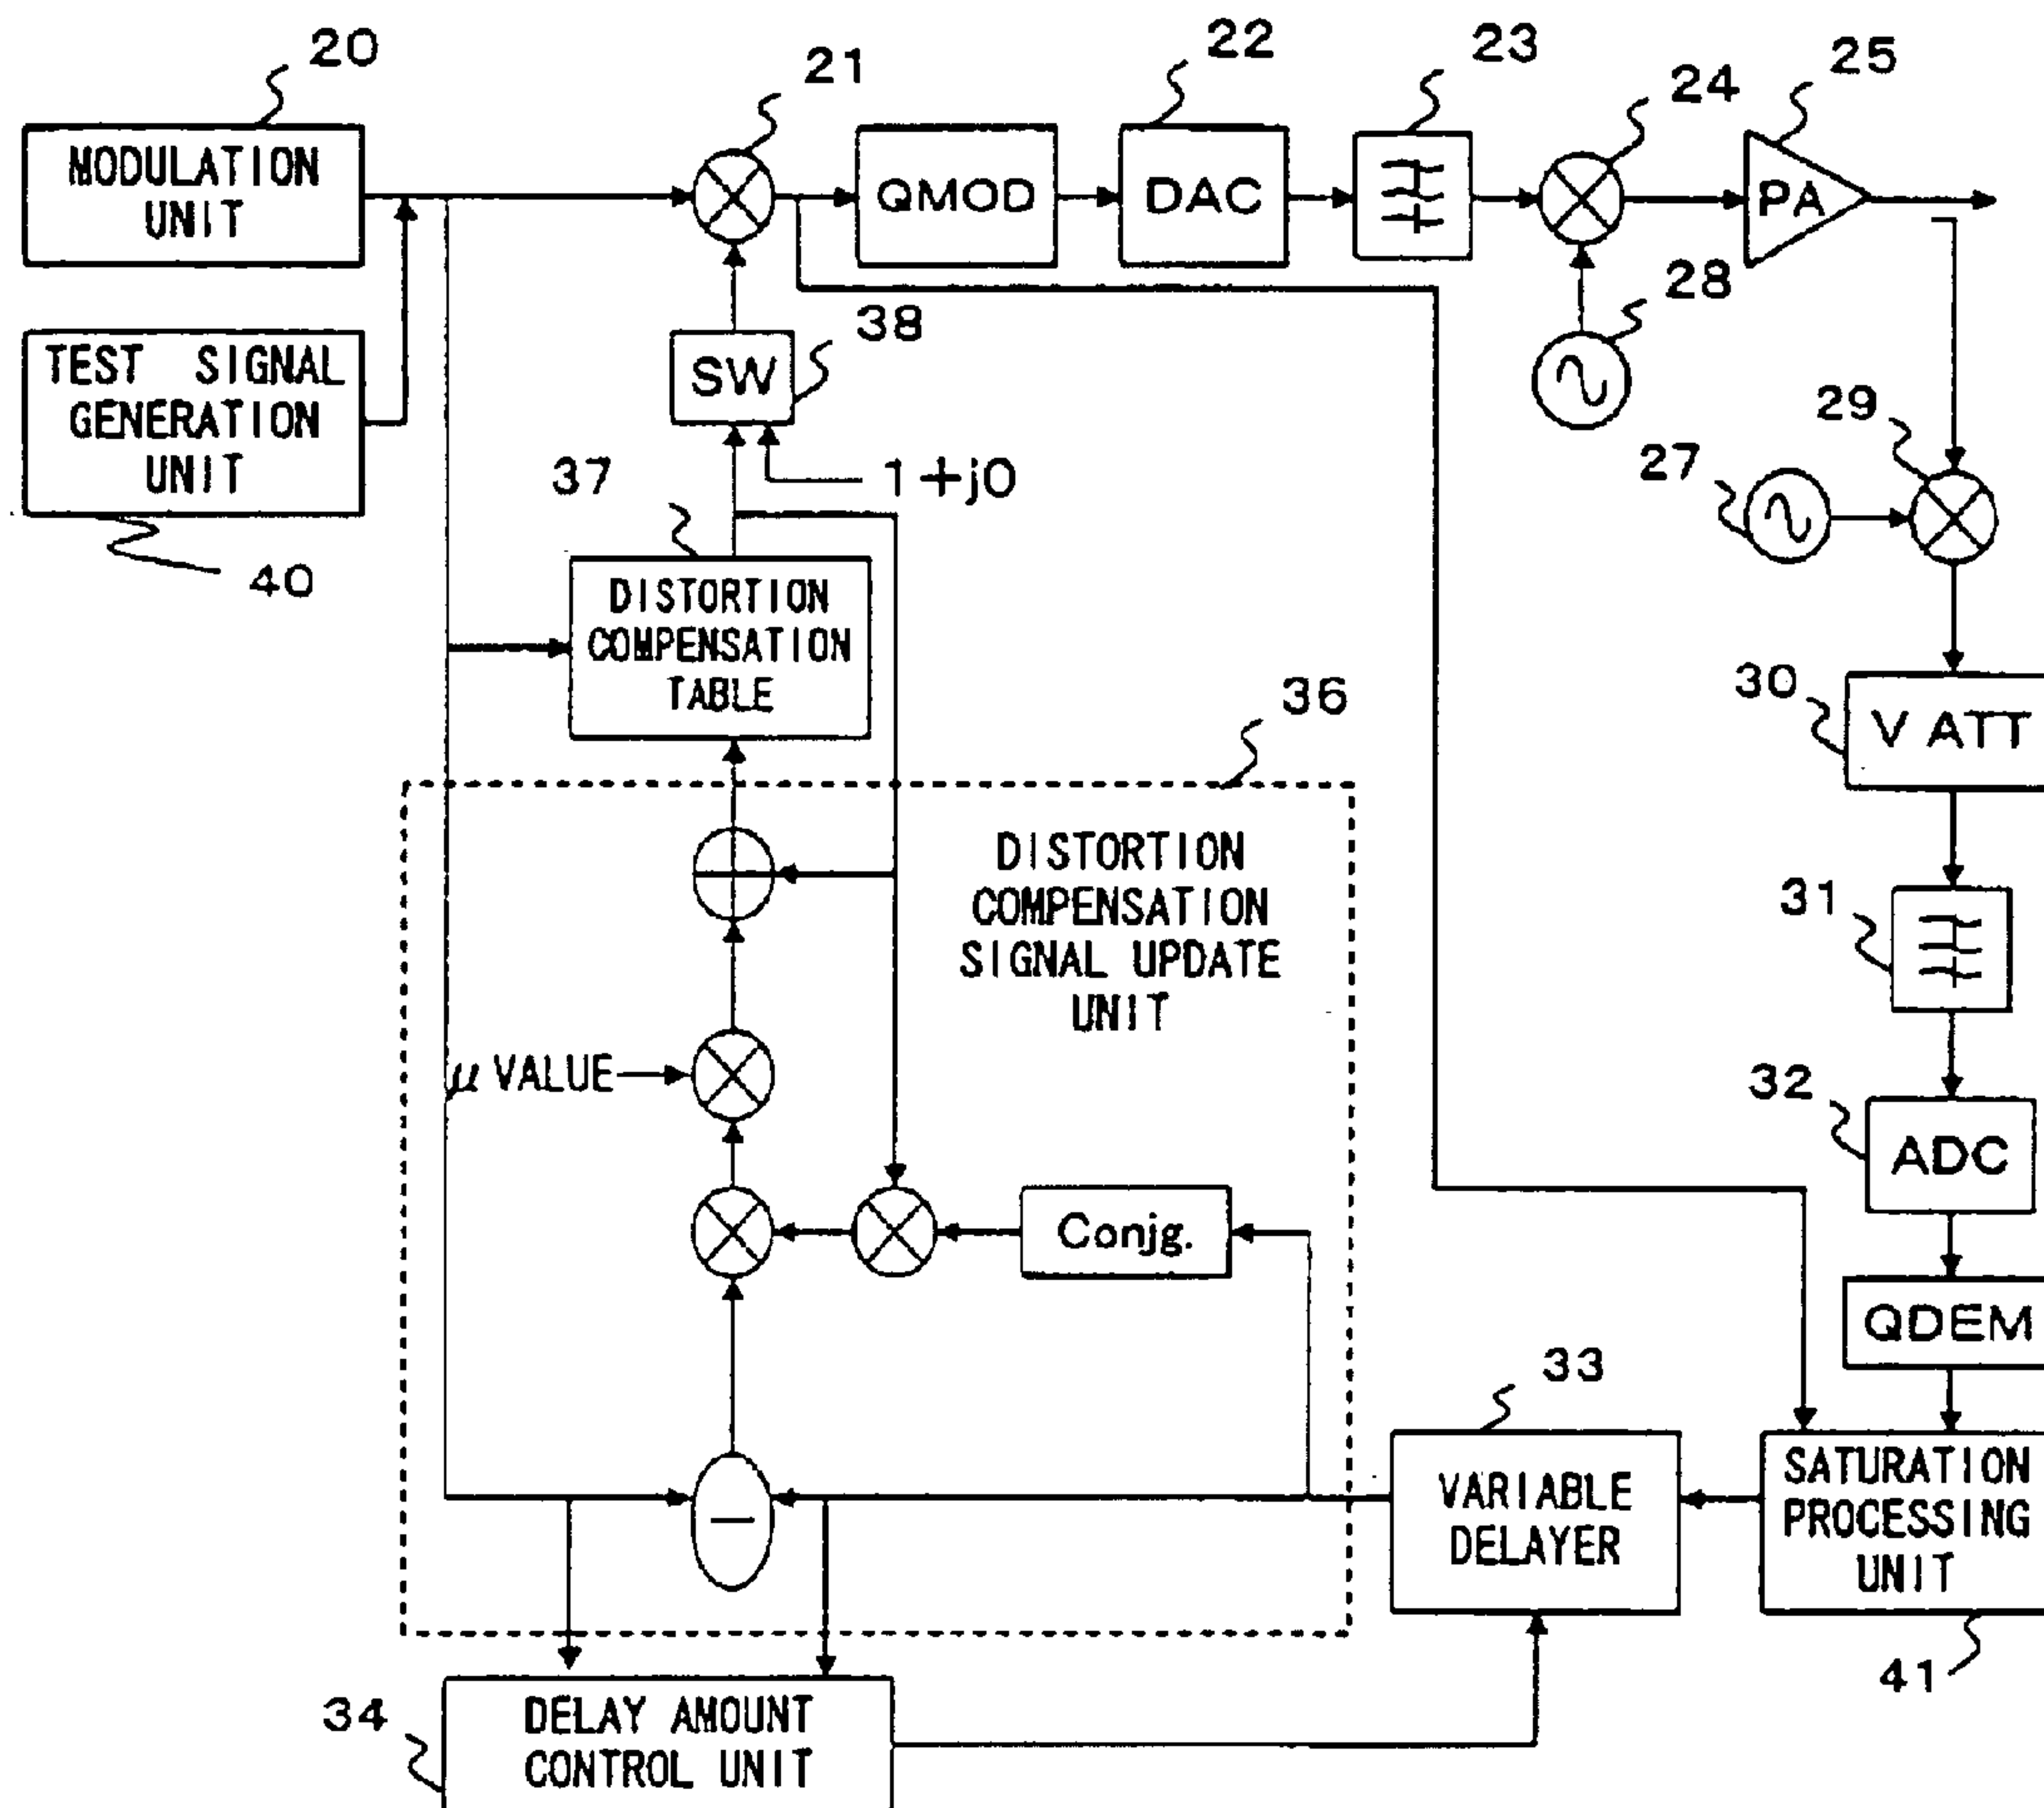 20
21
22
23
24
25
MODULATION
UNIT
QMOD
DAC
PA
28
38
TEST SIGNAL
GENERATION
UNIT
SW
29
1+j0
37
27
40
DISTORTION
COMPENSATION
TABLE
36
30
V ATT
DISTORTION
COMPENSATION
SIGNAL UPDATE
UNIT
31
μ VALUE
32
ADC
Conjg.
QDEM
33
VARIABLE
DELAYER
SATURATION
PROCESSING
UNIT
−
41
34
DELAY AMOUNT
CONTROL UNIT